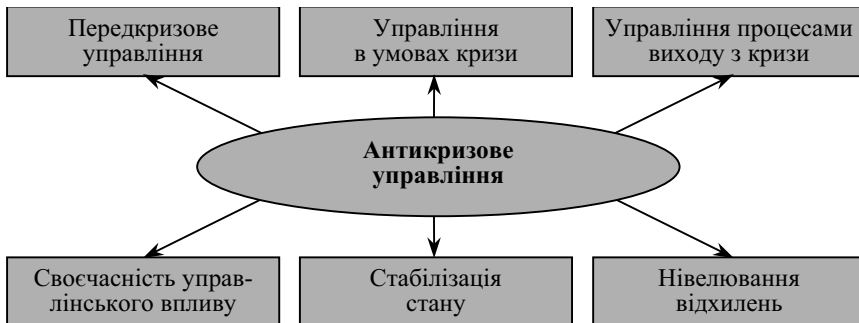 Передкризове
управління
Управління
в умовах кризи
Управління процесами
виходу з кризи
Антикризове
управління
Своєчасність управ-
лінського впливу
Стабілізація
стану
Нівелювання
відхилень